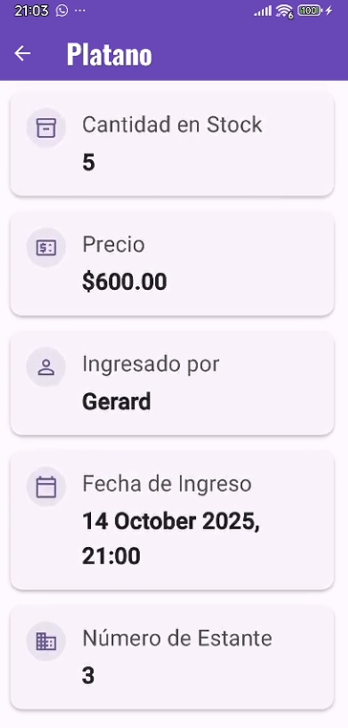 21:03 ... 100
Platano
Cantidad en Stock
5
Precio
$600.00
Ingresado por
Gerard
Fecha de Ingreso
14 October 2025,
21:00
Número de Estante
3